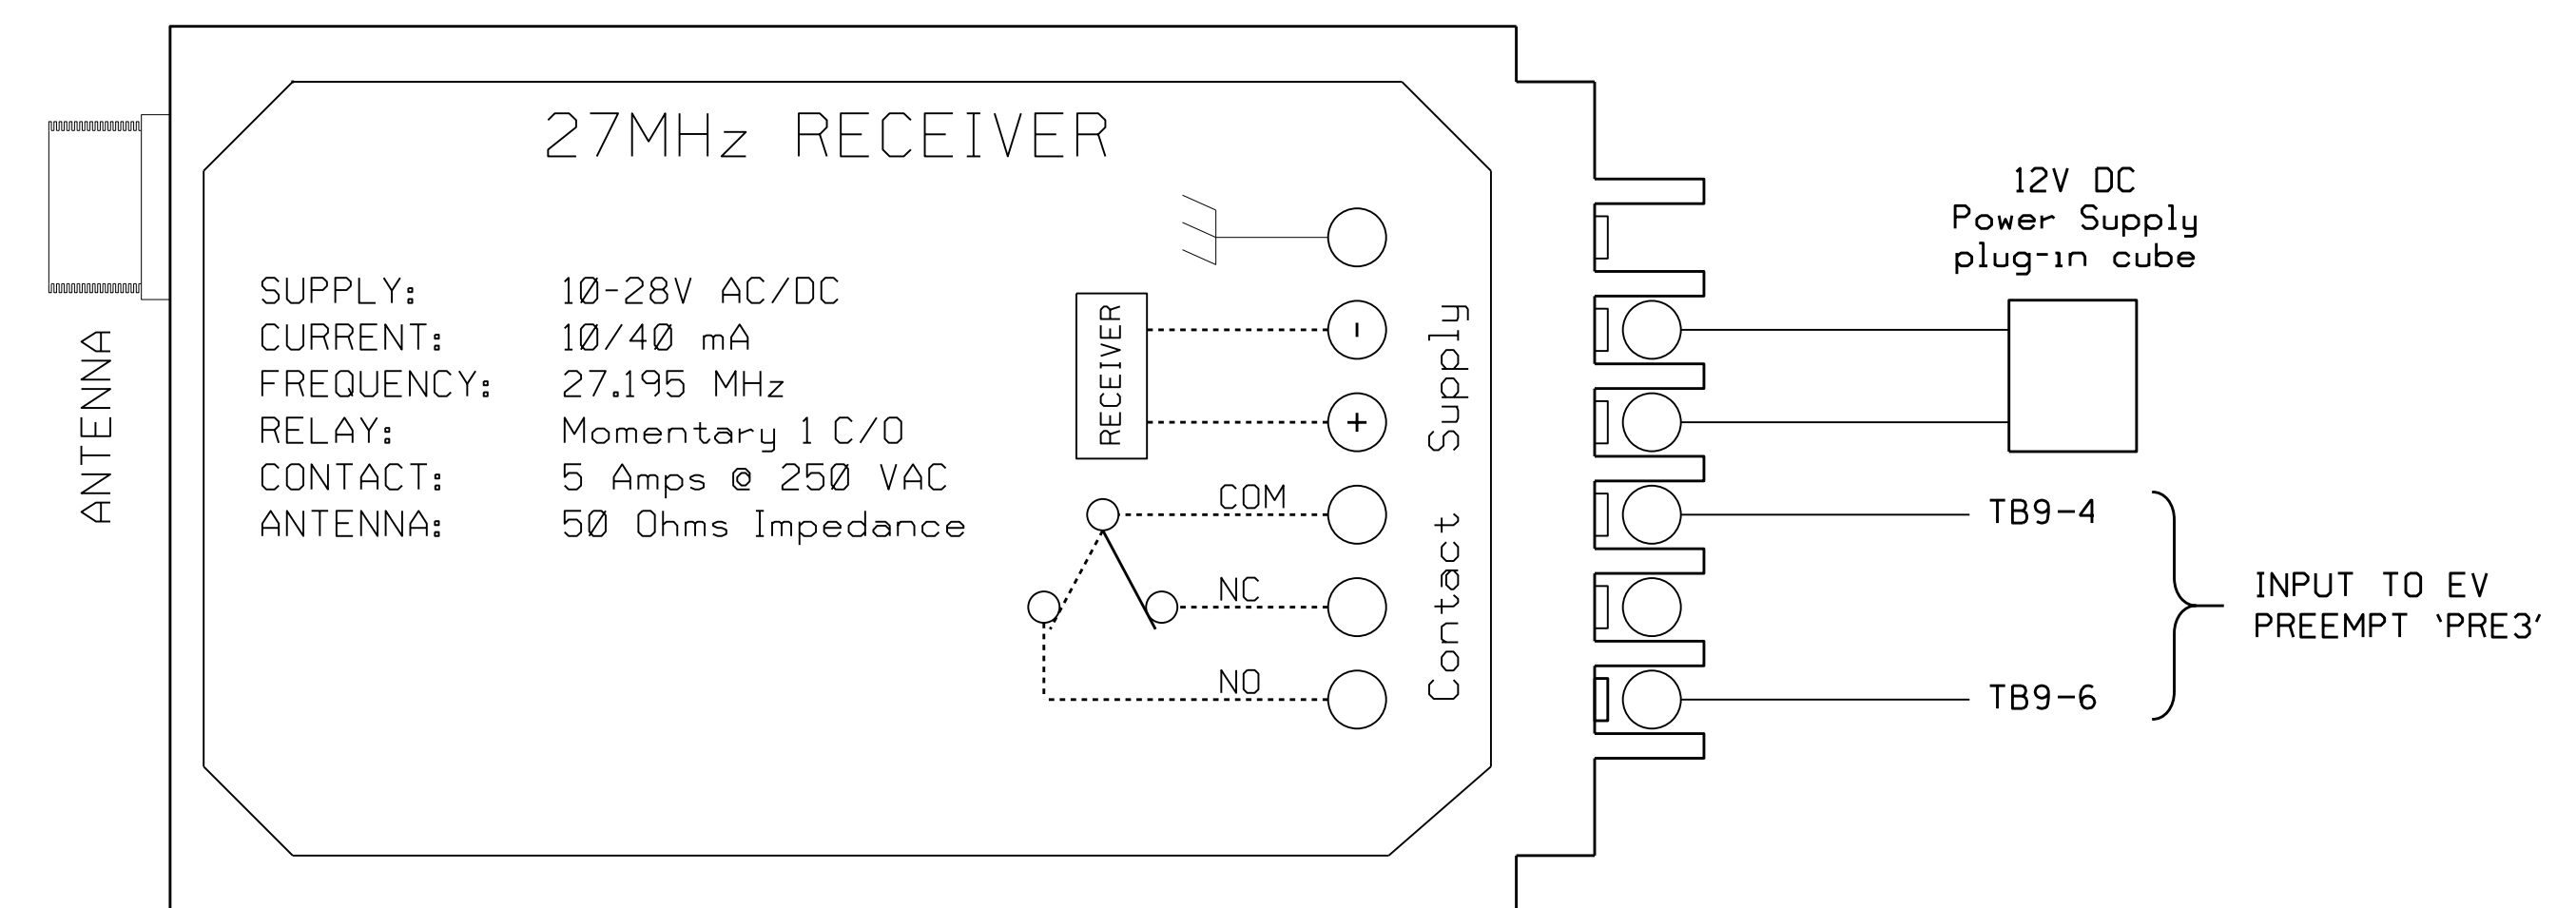 27MHz RECEIVER
SUPPLY: 10-28V AC/DC
CURRENT: 10/40 mA
FREQUENCY: 27.195 MHz
RELAY: Momentary 1 C/O
CONTACT: 5 Amps @ 250 VAC
ANTENNA: 50 Ohms Impedance
ANTENNA
RECEIVER
-
+
COM
NC
NO
Supply
Contact
12V DC
Power Supply
plug-in cube
TB9-4
TB9-6
INPUT TO EV
PREEMPT 'PRE3'